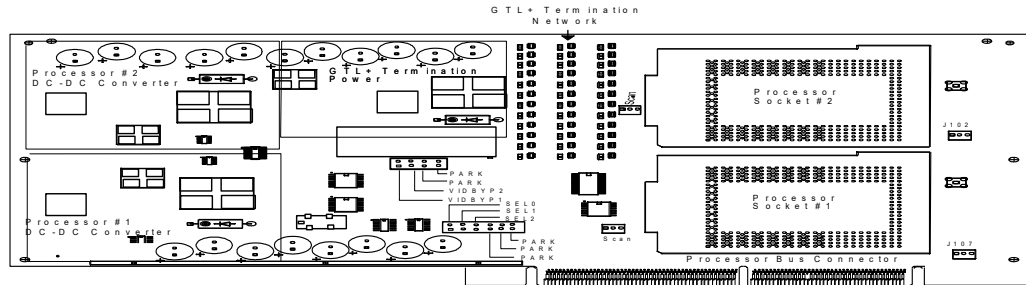 GTL+ Termination
Network
Processor #2
DC-DC Converter
GTL+ Termination
Power
Scan
Processor
Socket #2
J102
PARK
PARK
VIDBYP2
VIDBYP1
SEL0
SEL1
SEL2
Processor #1
DC-DC Converter
Processor
Socket #1
Scan
PARK
PARK
PARK
J107
Processor Bus Connector